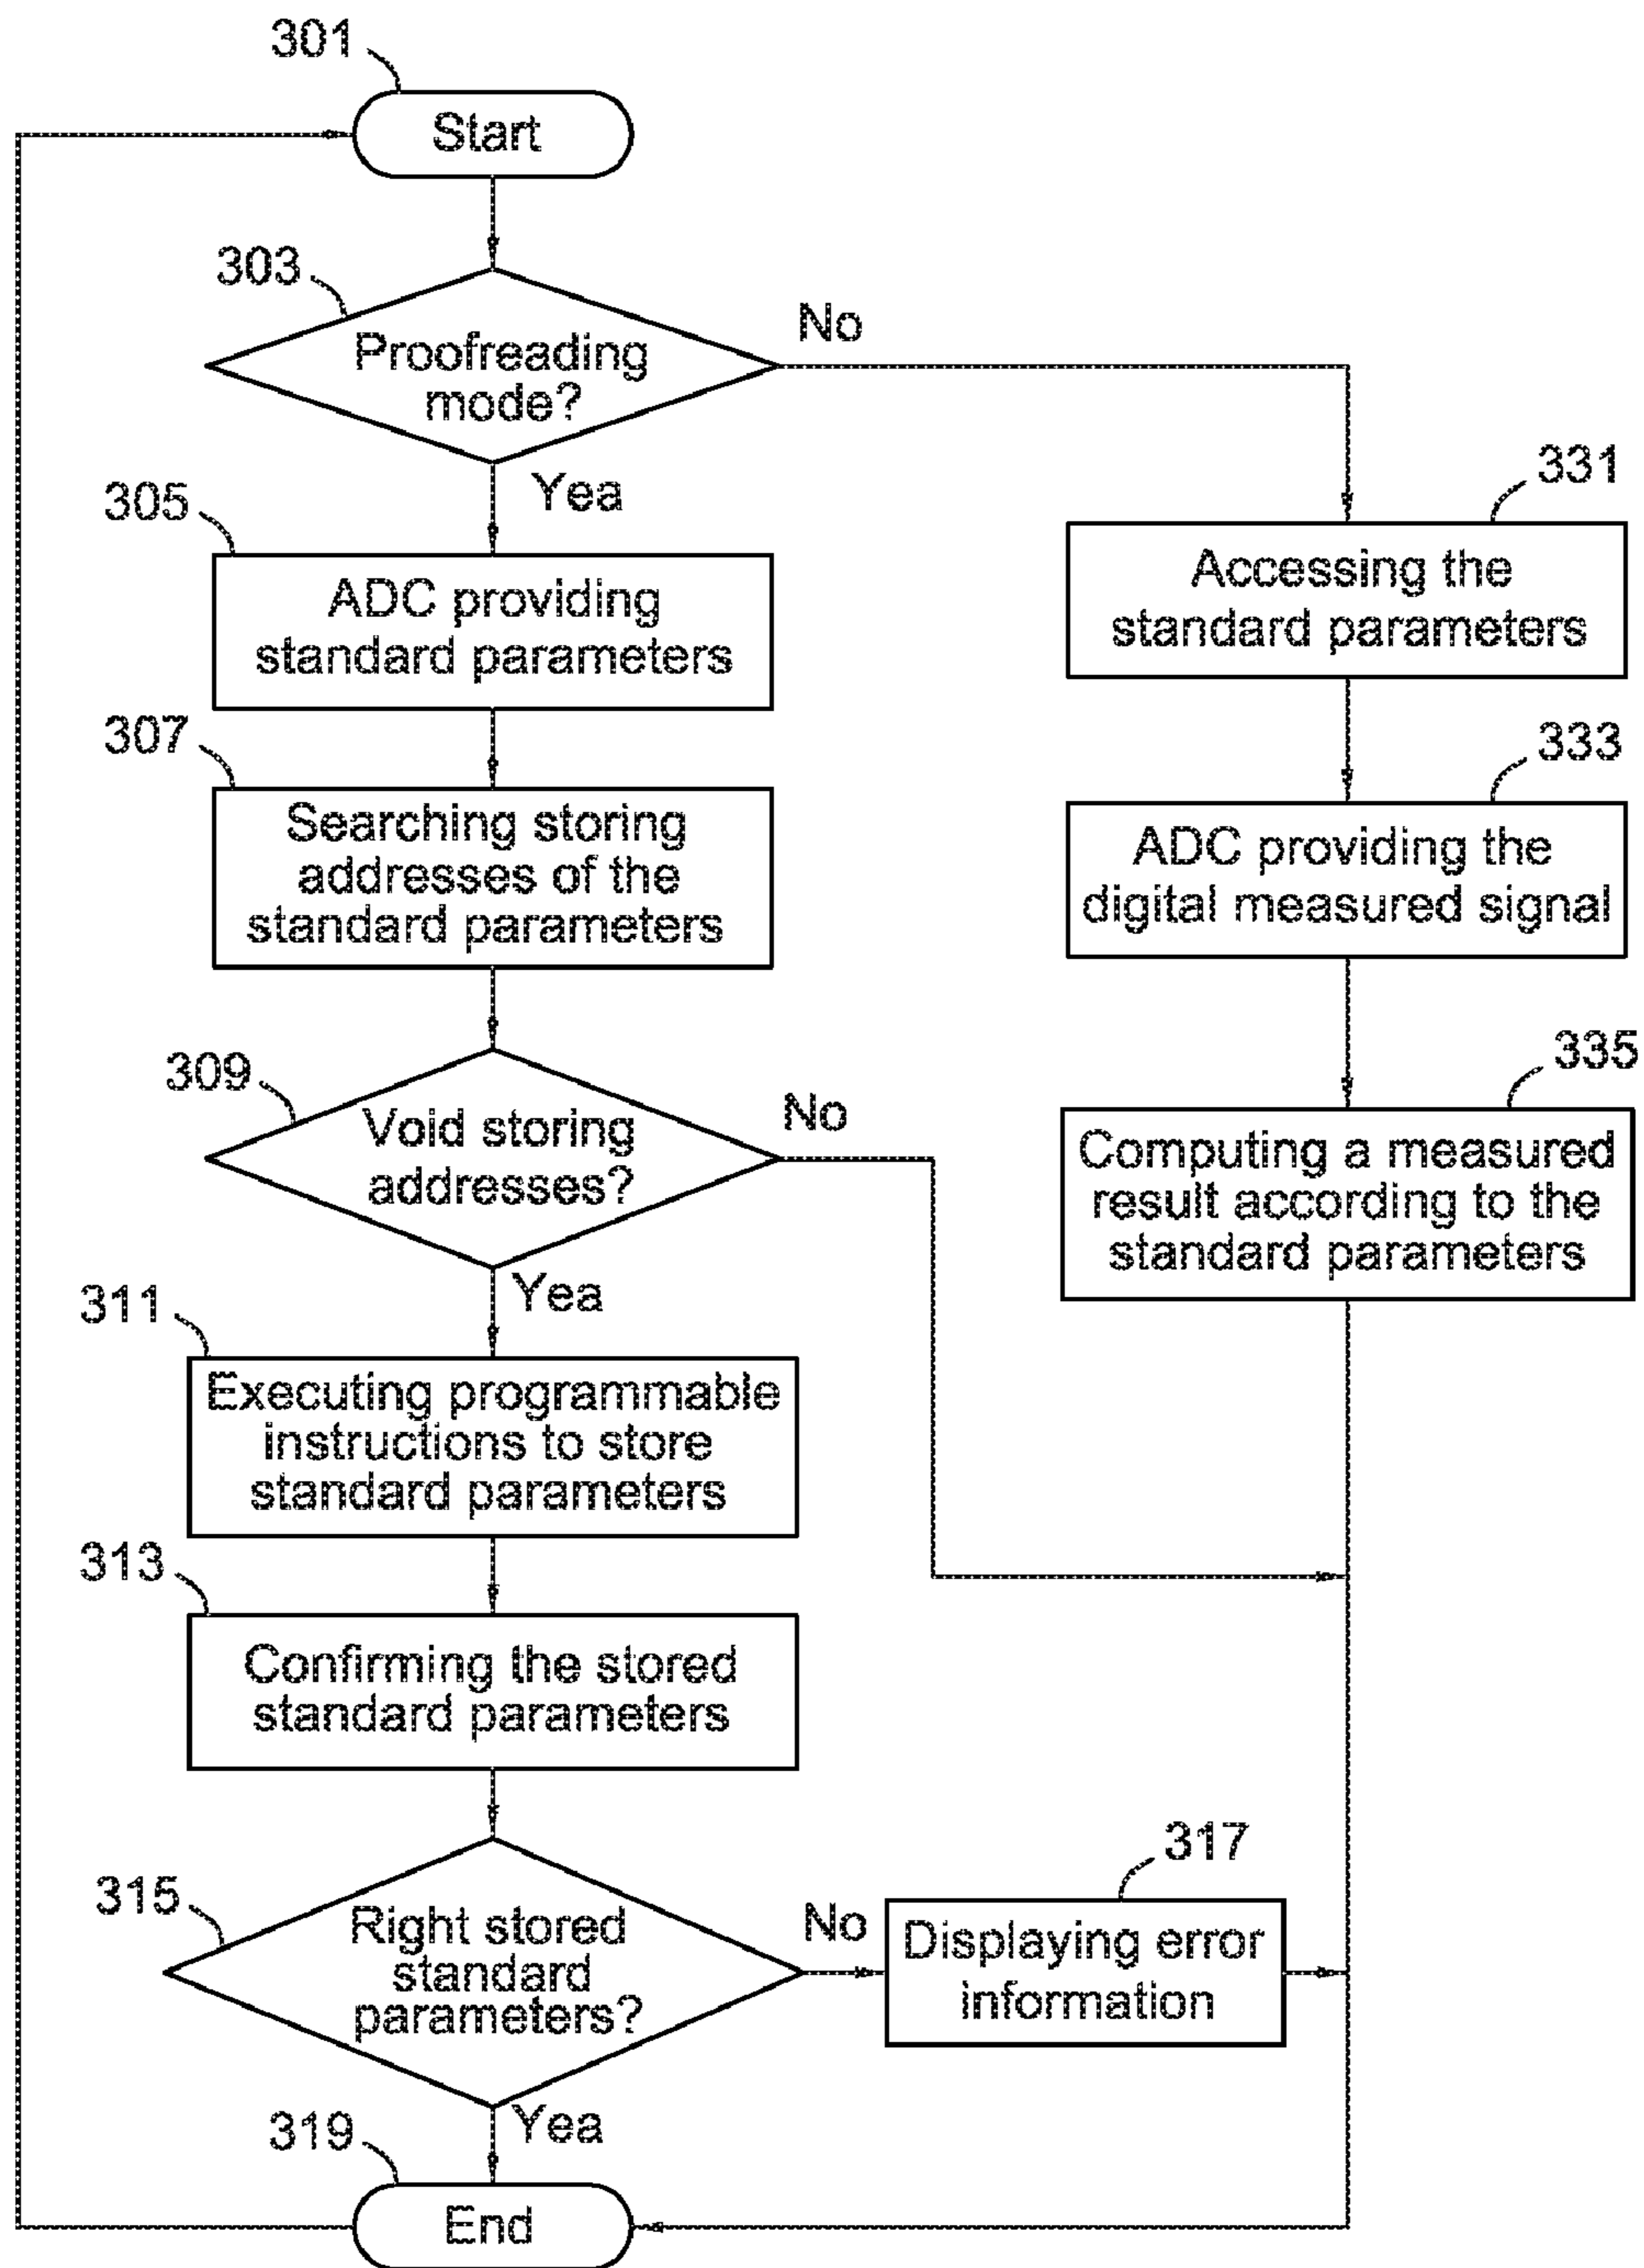 301
Start
303
Proofreading
mode?
No
Yea
305
ADC providing
standard parameters
307
Searching storing
addresses of the
standard parameters
309
Void storing
addresses?
No
Yea
311
Executing programmable
instructions to store
standard parameters
313
Confirming the stored
standard parameters
315
Right stored
standard
parameters?
No
317
Displaying error
information
Yea
319
End
331
Accessing the
standard parameters
333
ADC providing the
digital measured signal
335
Computing a measured
result according to the
standard parameters